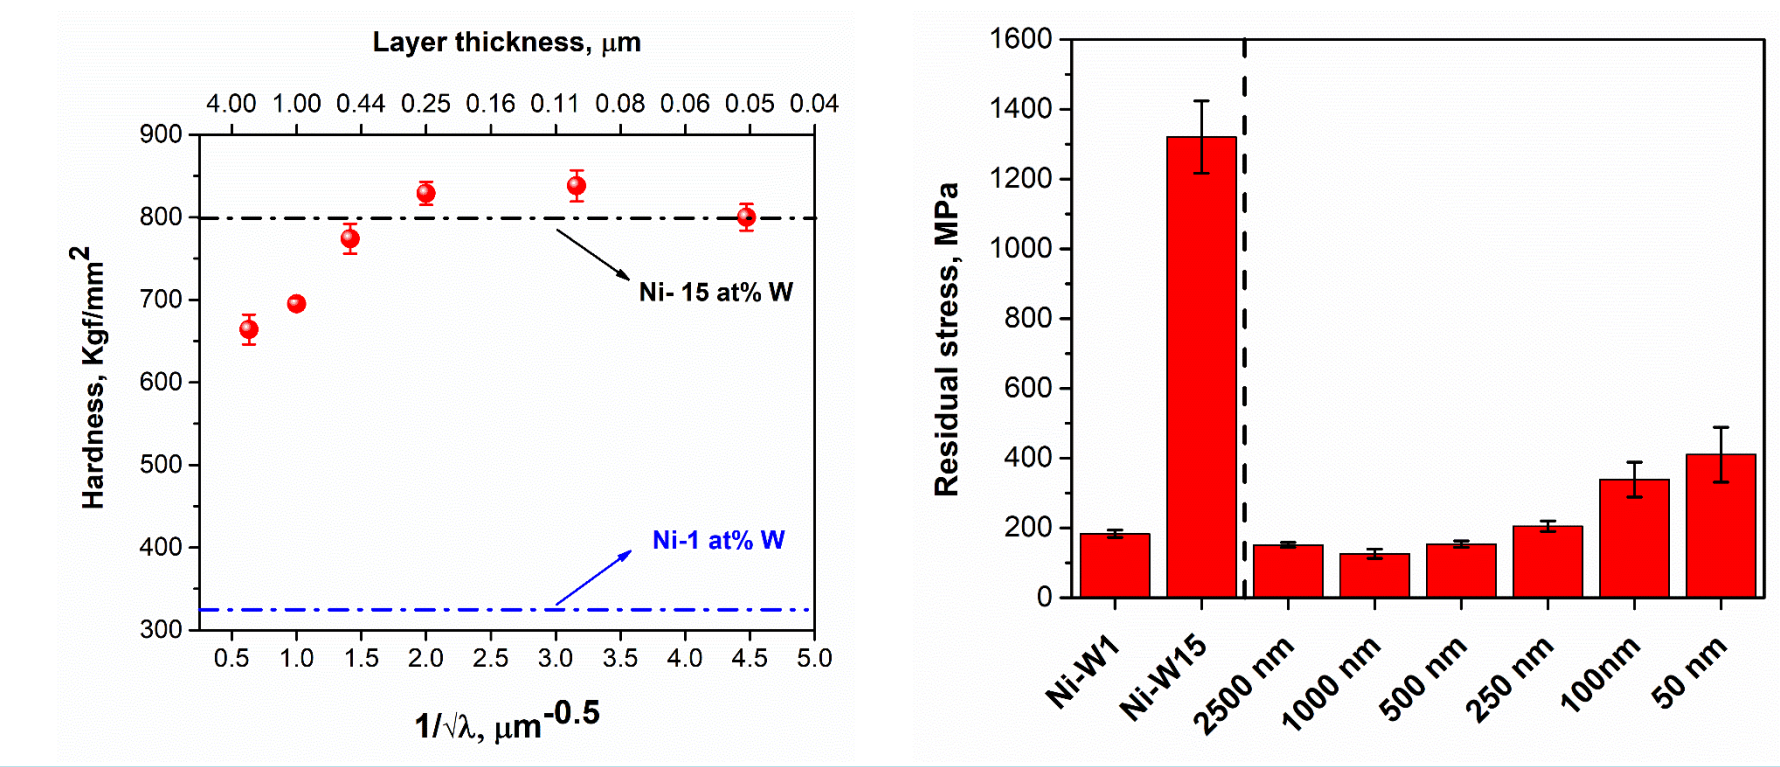 Layer thickness, μm
4.00 1.00 0.44 0.25 0.16 0.11 0.08 0.06 0.05 0.04
900
800
700
600
500
400
300
Hardness, Kgf/mm2
Ni- 15 at% W
Ni-1 at% W
0.5 1.0 1.5 2.0 2.5 3.0 3.5 4.0 4.5 5.0
1/√λ, μm-0.5
1600
1400
1200
1000
800
600
400
200
0
Residual stress, MPa
Ni-W1
Ni-W15
2500 nm
1000 nm
500 nm
250 nm
100nm
50 nm